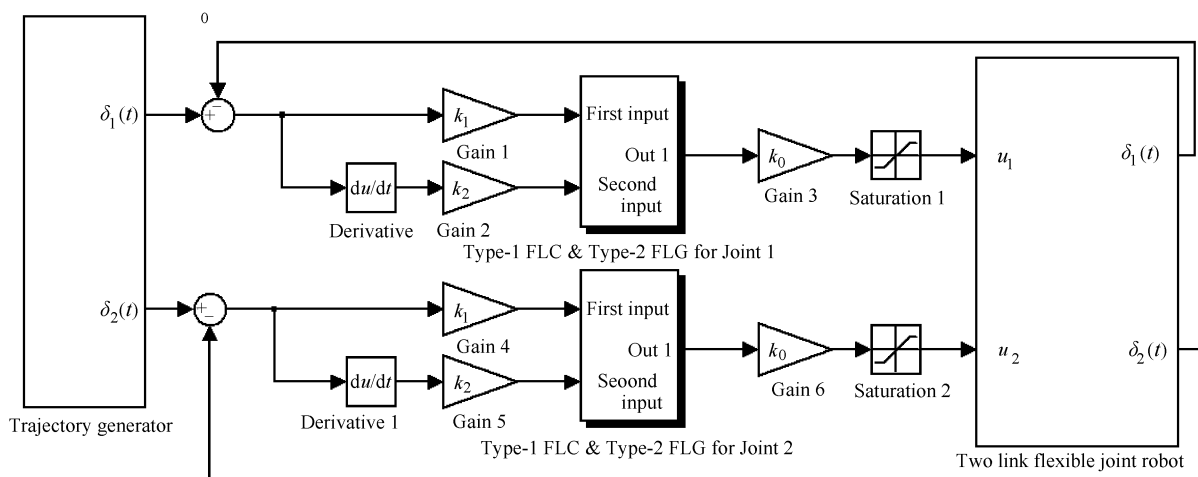 0
δ1(t)
+
−
k1
Gain 1
First input
Out 1
Second
input
k0
Gain 3
Saturation 1
u1
δ1(t)
du/dt
Derivative
k2
Gain 2
Type-1 FLC & Type-2 FLG for Joint 1
δ2(t)
+
−
k1
Gain 4
First input
Out 1
Seoond
input
k0
Gain 6
Saturation 2
u2
δ2(t)
du/dt
Derivative 1
k2
Gain 5
Trajectory generator
Type-1 FLC & Type-2 FLG for Joint 2
Two link flexible joint robot